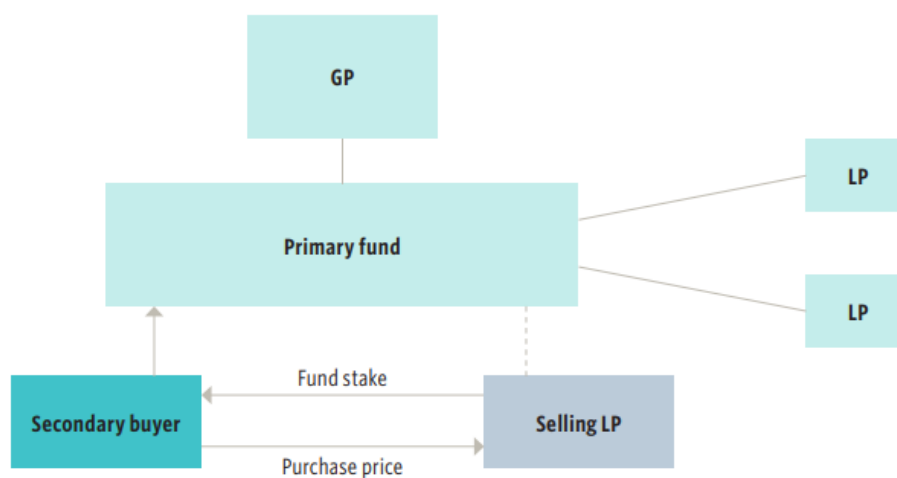 GP
LP
Primary fund
LP
Fund stake
Secondary buyer
Selling LP
Purchase price